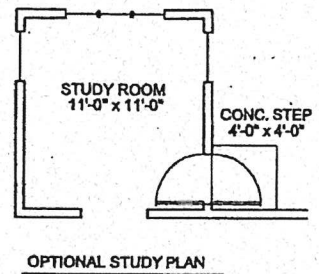 STUDY ROOM
11'-0" x 11'-0"
CONC. STEP
4'-0" x 4'-0"
OPTIONAL STUDY PLAN